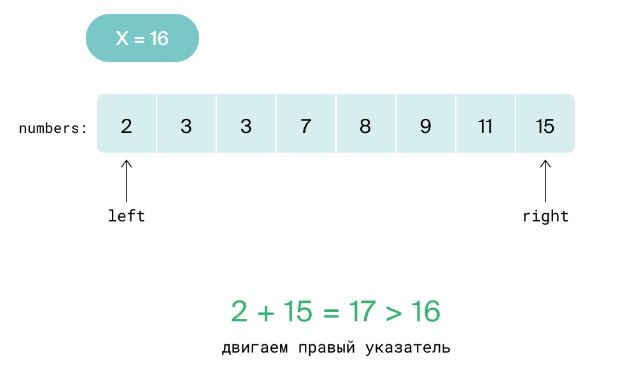 X = 16
numbers: 2 3 3 7 8 9 11 15
left right
2 + 15 = 17 > 16
двигаем правый указатель